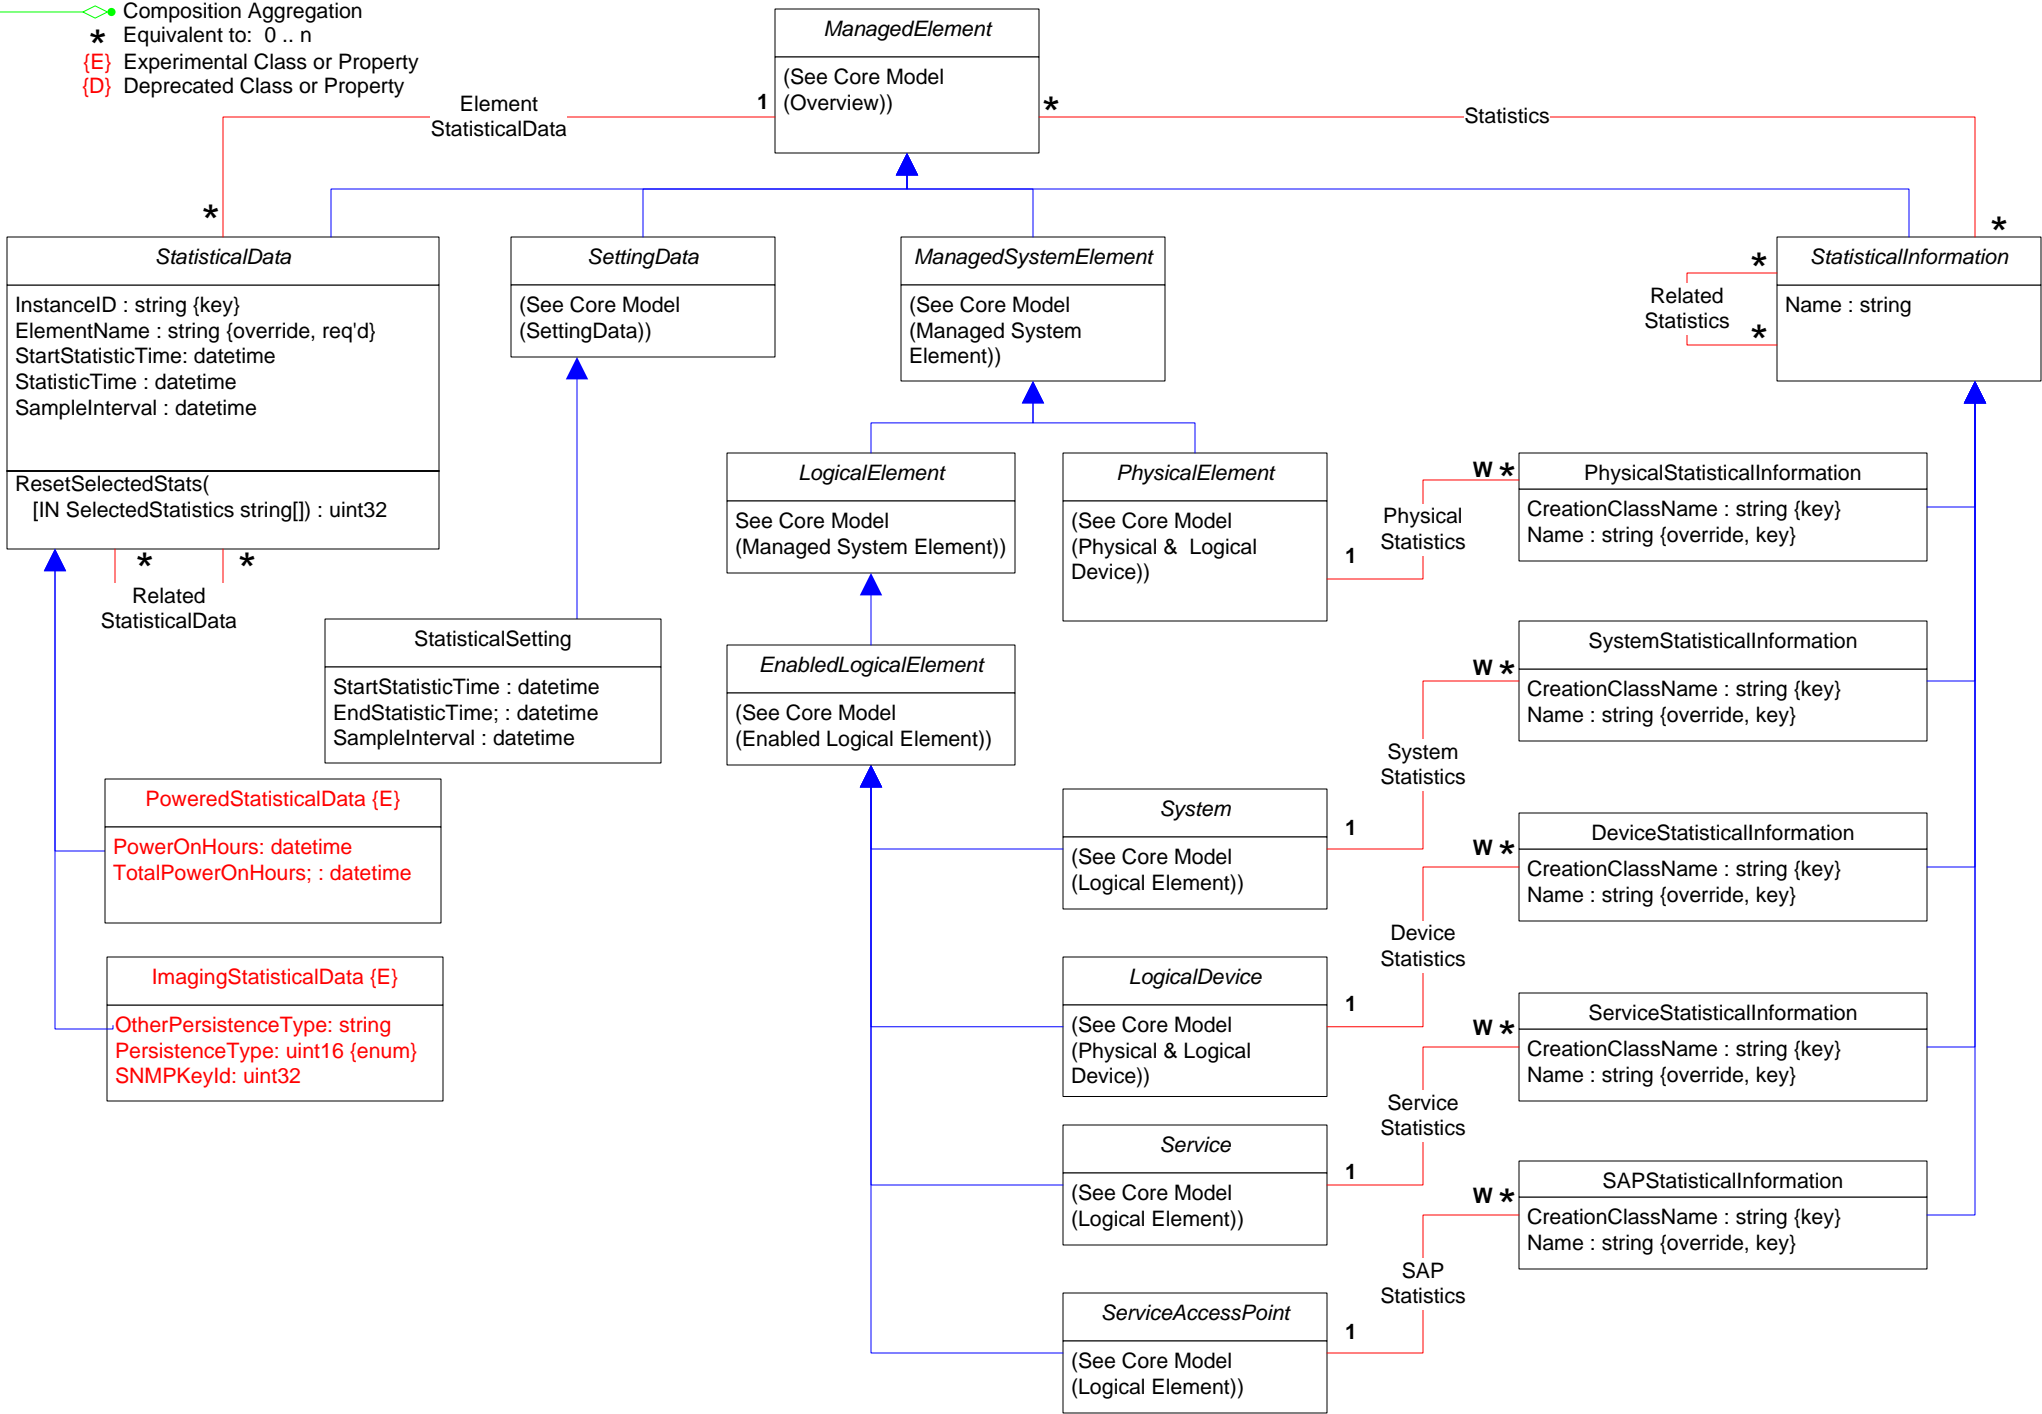 Composition Aggregation
* Equivalent to: 0 .. n
{E} Experimental Class or Property
{D} Deprecated Class or Property
ManagedElement
(See Core Model
(Overview))
Element
StatisticalData
1
*
*
Statistics
*
StatisticalData
InstanceID : string {key}
ElementName : string {override, req'd}
StartStatisticTime: datetime
StatisticTime : datetime
SampleInterval : datetime
ResetSelectedStats(
[IN SelectedStatistics string[]) : uint32
*
*
Related
StatisticalData
SettingData
(See Core Model
(SettingData))
ManagedSystemElement
(See Core Model
(Managed System
Element))
StatisticalInformation
Name : string
*
Related
Statistics
*
LogicalElement
See Core Model
(Managed System Element))
PhysicalElement
(See Core Model
(Physical & Logical
Device))
1
Physical
Statistics
W *
PhysicalStatisticalInformation
CreationClassName : string {key}
Name : string {override, key}
StatisticalSetting
StartStatisticTime : datetime
EndStatisticTime; : datetime
SampleInterval : datetime
EnabledLogicalElement
(See Core Model
(Enabled Logical Element))
W *
SystemStatisticalInformation
CreationClassName : string {key}
Name : string {override, key}
System
Statistics
PoweredStatisticalData {E}
PowerOnHours: datetime
TotalPowerOnHours; : datetime
System
(See Core Model
(Logical Element))
1
W *
DeviceStatisticalInformation
CreationClassName : string {key}
Name : string {override, key}
Device
Statistics
ImagingStatisticalData {E}
OtherPersistenceType: string
PersistenceType: uint16 {enum}
SNMPKeyId: uint32
LogicalDevice
(See Core Model
(Physical & Logical
Device))
1
W *
ServiceStatisticalInformation
CreationClassName : string {key}
Name : string {override, key}
Service
Statistics
Service
(See Core Model
(Logical Element))
1
W *
SAPStatisticalInformation
CreationClassName : string {key}
Name : string {override, key}
SAP
Statistics
ServiceAccessPoint
(See Core Model
(Logical Element))
1